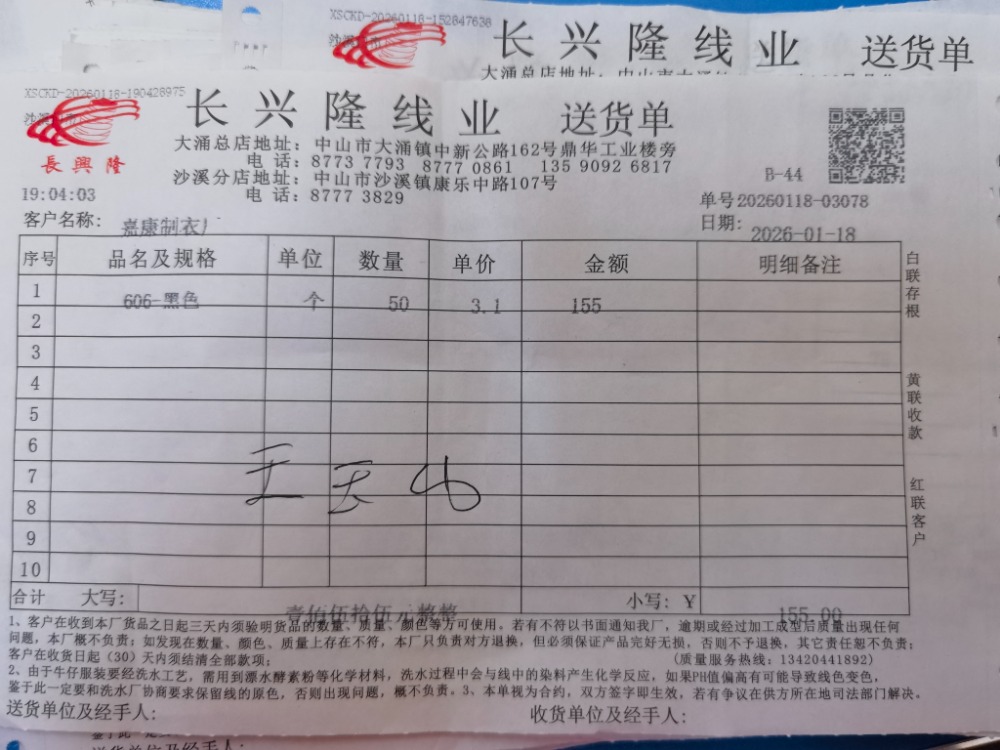 XSCKD-20260116-152847636
长兴隆线业 送货单
XSCKD-20260118-190428975
长兴隆线业 送货单
長興隆
大涌总店地址：中山市大涌镇中新公路162号鼎华工业楼旁
电话：8773 7793 8777 0861 135 9092 6817
沙溪分店地址：中山市沙溪镇康乐中路107号
电话：8777 3829
B-44
19:04:03
单号20260118-03078
客户名称：嘉康制衣厂
日期：2026-01-18
序号 品名及规格 单位 数量 单价 金额 明细备注
1 606-黑色 个 50 3.1 155
2
3
4
5
6
7
8
9
10
白联存根
黄联收款
红联客户
合计 大写：壹佰伍拾伍元整 小写：¥ 155.00
1、客户在收到本厂货品之日起三天内须验明货品的数量、质量、颜色等方可使用。若有不符以书面通知我厂，逾期或经过加工成型后质量出现任何
问题，本厂概不负责；如发现在数量、颜色、质量上存在不符，本厂只负责对方退换，但必须保证产品完好无损，否则不予退换，其它责任恕不负责；
客户在收货日起（30）天内须结清全部款项； （质量服务热线：13420441892）
2、由于牛仔服装要经洗水工艺，需用到漂水酵素粉等化学材料，洗水过程中会与线中的染料产生化学反应，如果PH值偏高有可能导致线色变色，
鉴于此一定要和洗水厂协商要求保留线的原色，否则出现问题，概不负责。3、本单视为合约，双方签字即生效，若有争议在供方所在地司法部门解决。
送货单位及经手人： 收货单位及经手人：